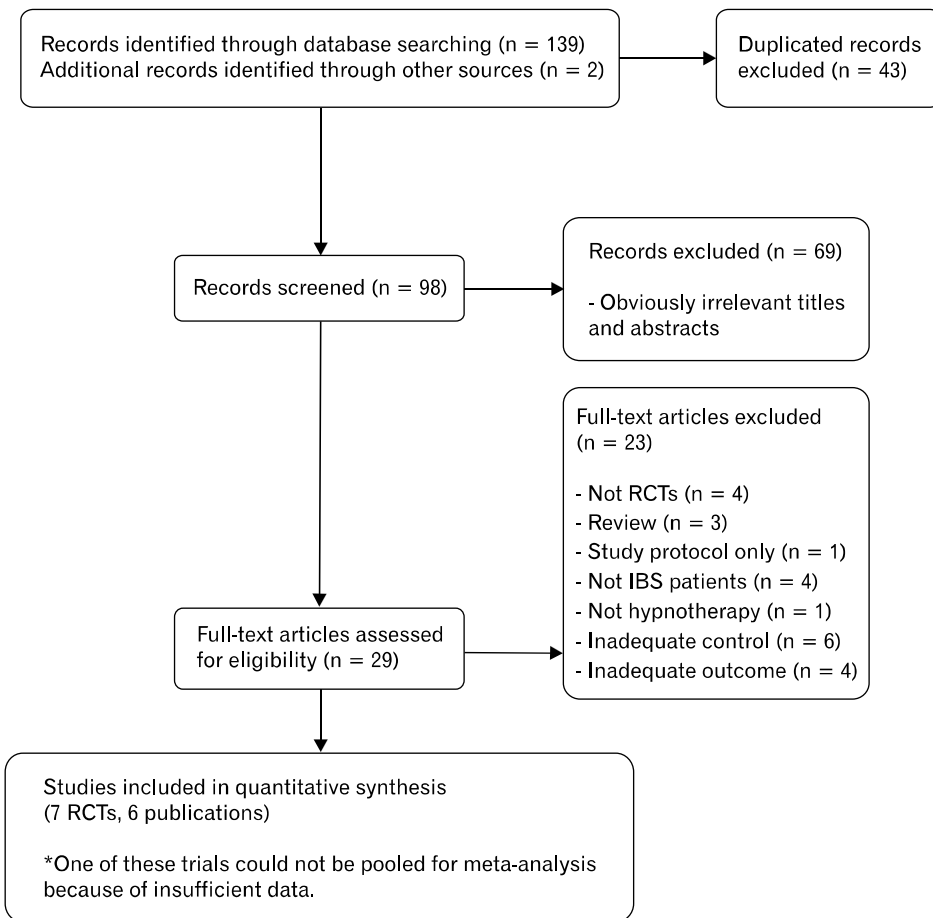 Records identified through database searching (n = 139)
Additional records identified through other sources (n = 2)
Duplicated records
excluded (n = 43)
Records screened (n = 98)
Records excluded (n = 69)
- Obviously irrelevant titles
and abstracts
Full-text articles assessed
for eligibility (n = 29)
Full-text articles excluded
(n = 23)
- Not RCTs (n = 4)
- Review (n = 3)
- Study protocol only (n = 1)
- Not IBS patients (n = 4)
- Not hypnotherapy (n = 1)
- Inadequate control (n = 6)
- Inadequate outcome (n = 4)
Studies included in quantitative synthesis
(7 RCTs, 6 publications)
*One of these trials could not be pooled for meta-analysis
because of insufficient data.